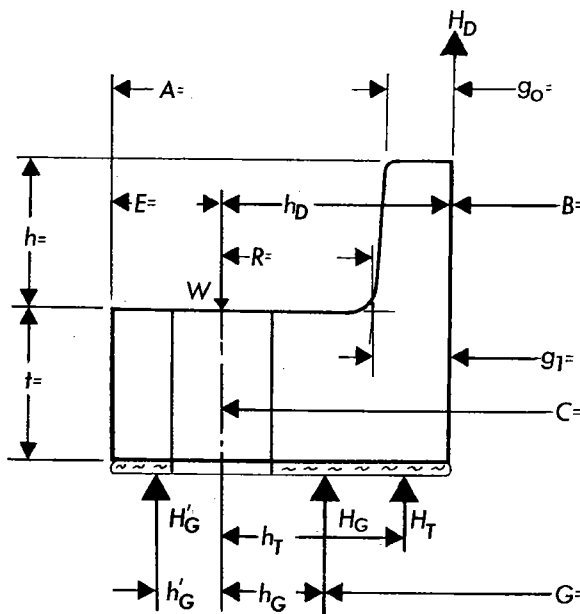 H_D
A=
g_o=
E=
h_D
B=
h=
R=
W
t=
g_1=
C=
H'_G
H_G
H_T
h_T
h'_G
h_G
G=